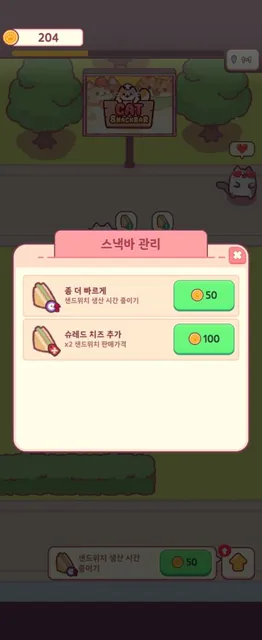 204
CAT
SNACKBAR
스낵바 관리
좀 더 빠르게
샌드위치 생산 시간 줄이기
50
슈레드 치즈 추가
x2 샌드위치 판매가격
100
샌드위치 생산 시간
줄이기
50